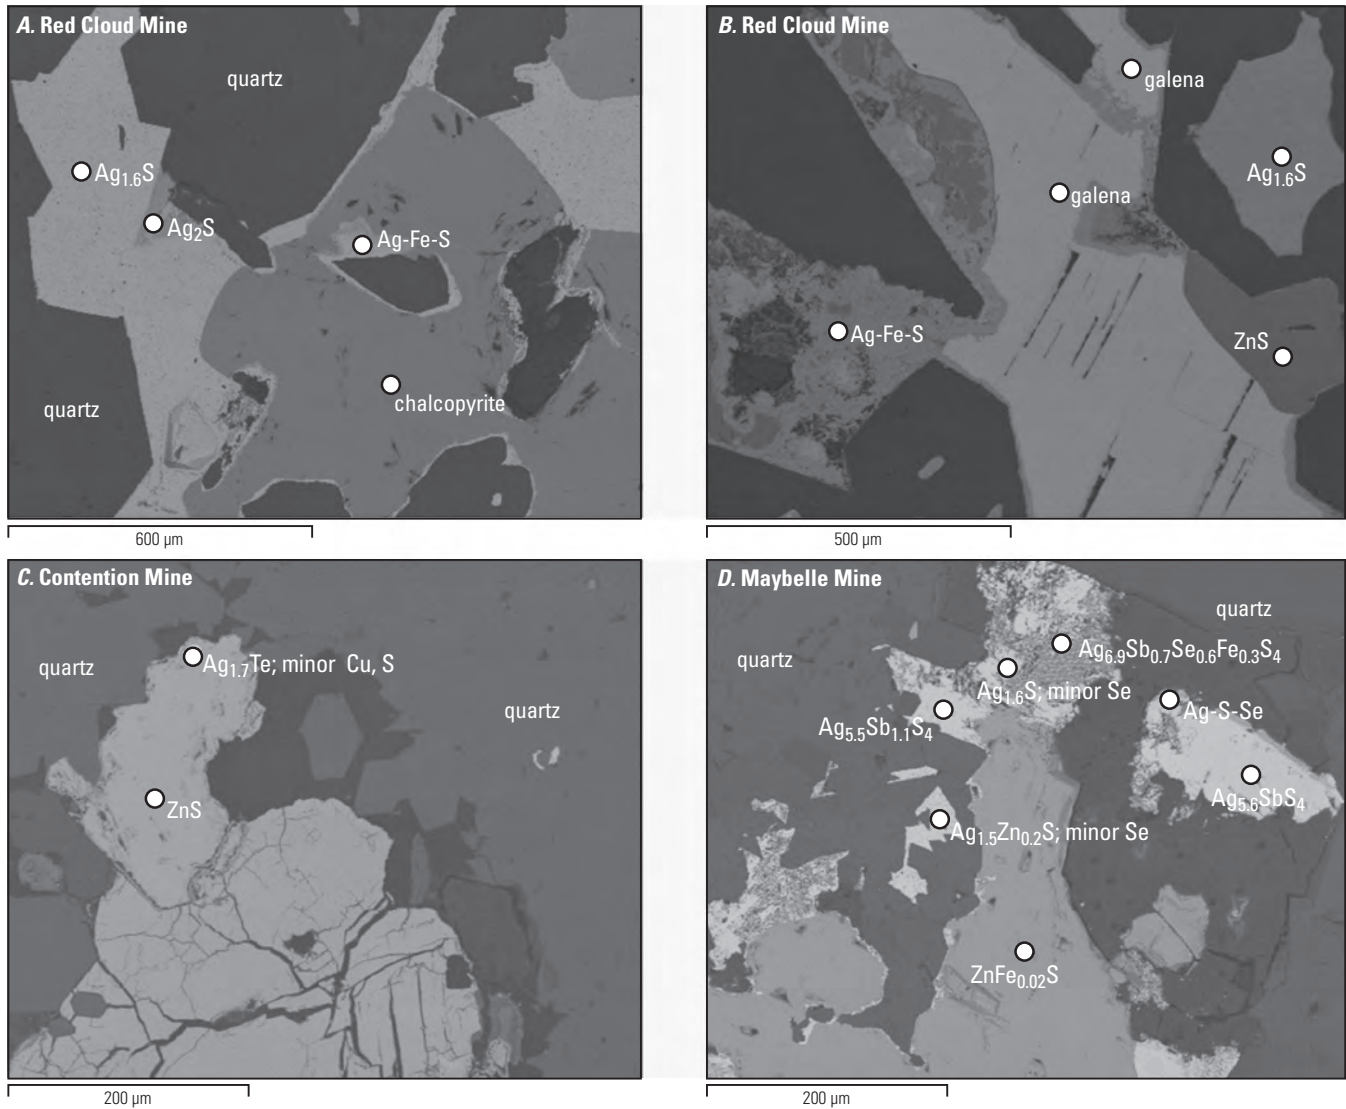 A. Red Cloud Mine
quartz
Ag1.6S
Ag2S
Ag-Fe-S
chalcopyrite
quartz
600 µm
B. Red Cloud Mine
galena
Ag1.6S
galena
Ag-Fe-S
ZnS
500 µm
C. Contention Mine
quartz
Ag1.7Te; minor Cu, S
quartz
ZnS
200 µm
D. Maybelle Mine
quartz
quartz
Ag6.9Sb0.7Se0.6Fe0.3S4
Ag1.6S; minor Se
Ag-S-Se
Ag5.5Sb1.1S4
Ag5.6SbS4
Ag1.5Zn0.2S; minor Se
ZnFe0.02S
200 µm